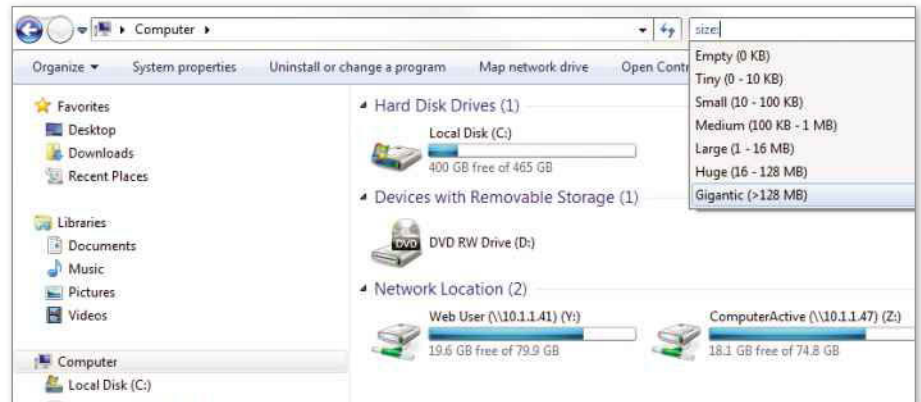 Computer
size:
Organize
System properties
Uninstall or change a program
Map network drive
Open Contr
Empty (0 KB)
Tiny (0 - 10 KB)
Small (10 - 100 KB)
Medium (100 KB - 1 MB)
Large (1 - 16 MB)
Huge (16 - 128 MB)
Gigantic (>128 MB)
Favorites
Desktop
Downloads
Recent Places
Libraries
Documents
Music
Pictures
Videos
Computer
Local Disk (C:)
Hard Disk Drives (1)
Local Disk (C:)
400 GB free of 465 GB
Devices with Removable Storage (1)
DVD
DVD RW Drive (D:)
Network Location (2)
Web User (\\10.1.1.41) (Y:)
19.6 GB free of 79.9 GB
ComputerActive (\\10.1.1.47) (Z:)
18.1 GB free of 74.8 GB